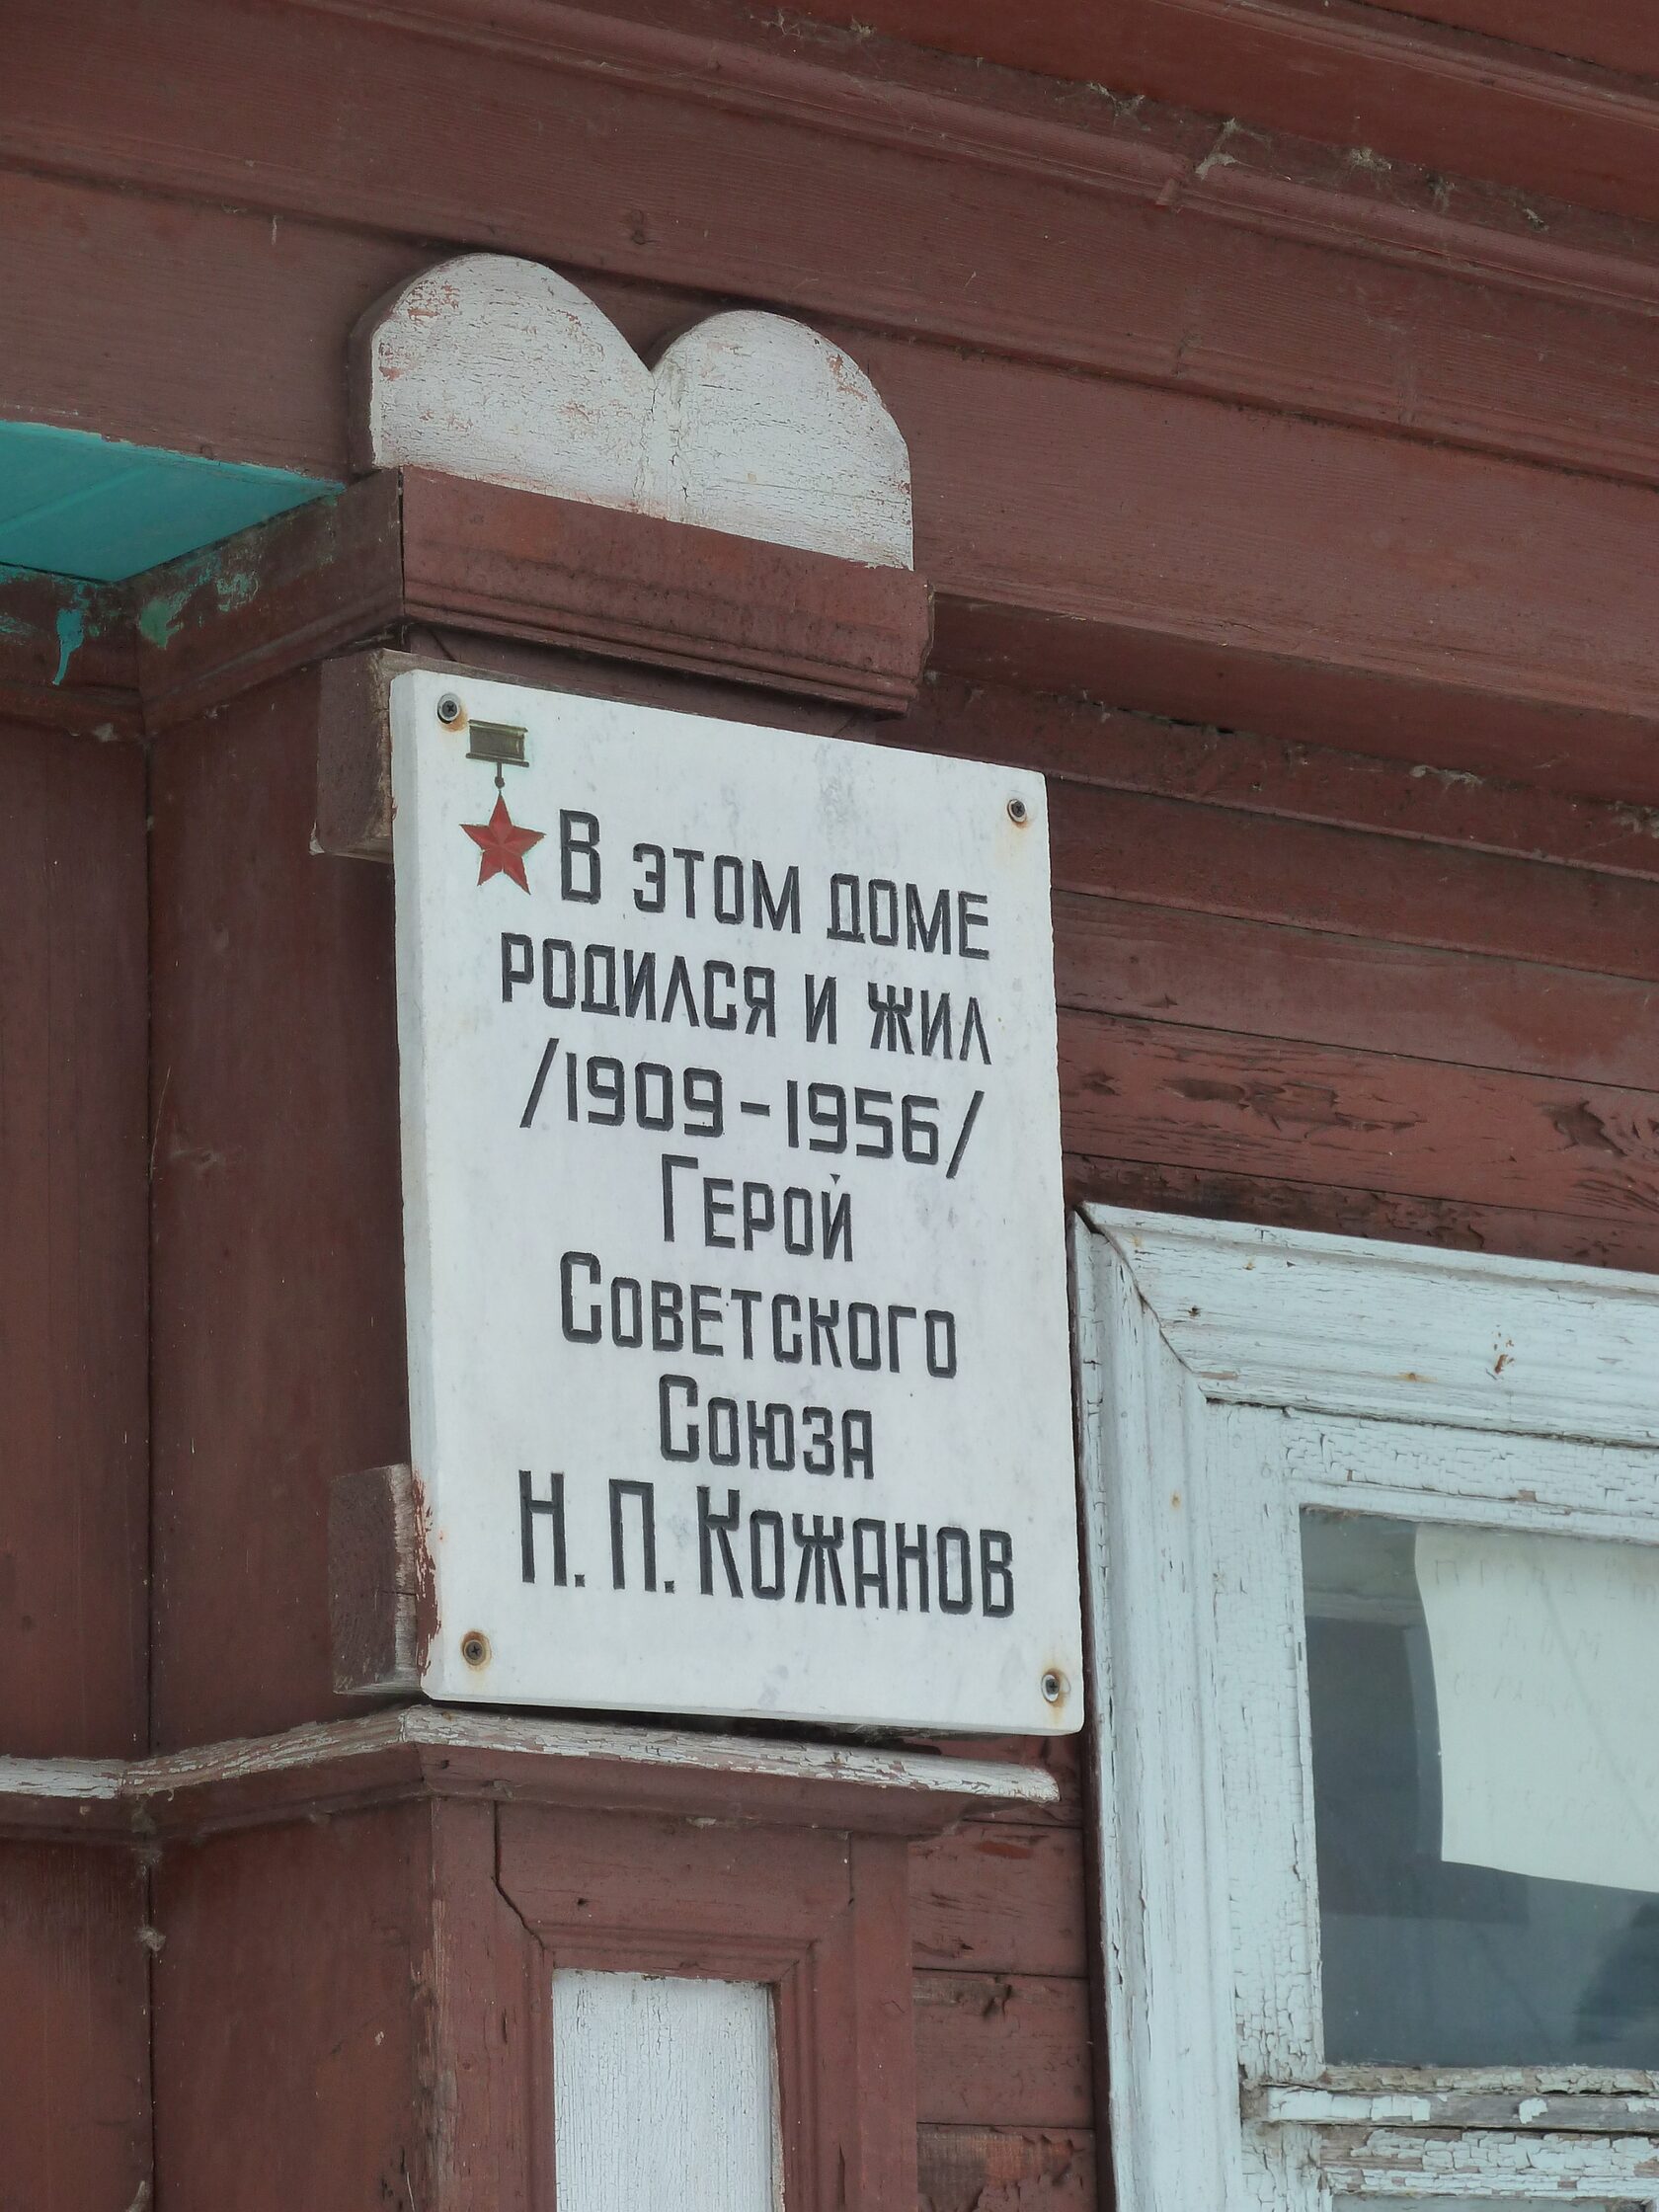 В ЭТОМ ДОМЕ
РОДИЛСЯ И ЖИЛ
/1909-1956/
ГЕРОЙ
СОВЕТСКОГО
СОЮЗА
Н. П. КОЖАНОВ